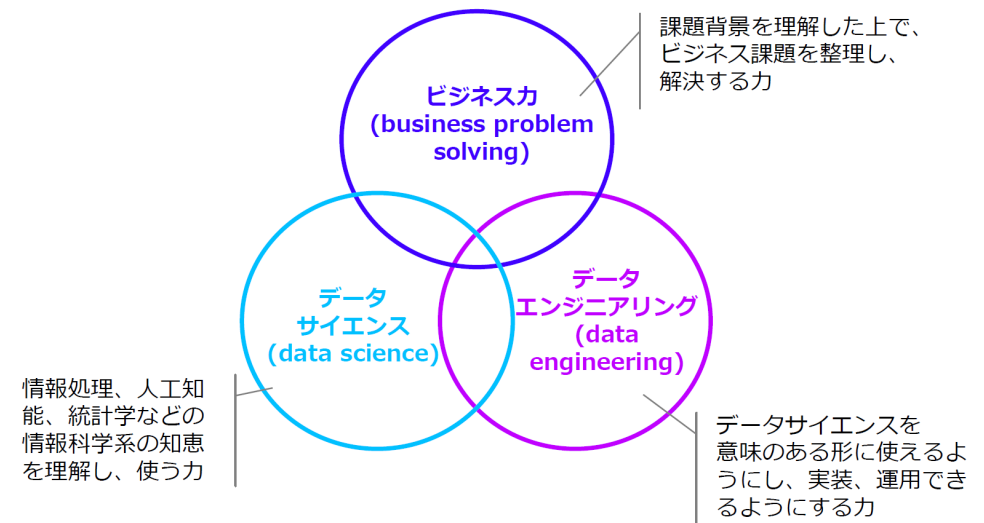 課題背景を理解した上で、
ビジネス課題を整理し、
解決する力
ビジネス力
(business problem
solving)
データ
サイエンス
(data science)
データ
エンジニアリング
(data
engineering)
情報処理、人工知
能、統計学などの
情報科学系の知恵
を理解し、使う力
データサイエンスを
意味のある形に使えるよ
うにし、実装、運用でき
るようにする力